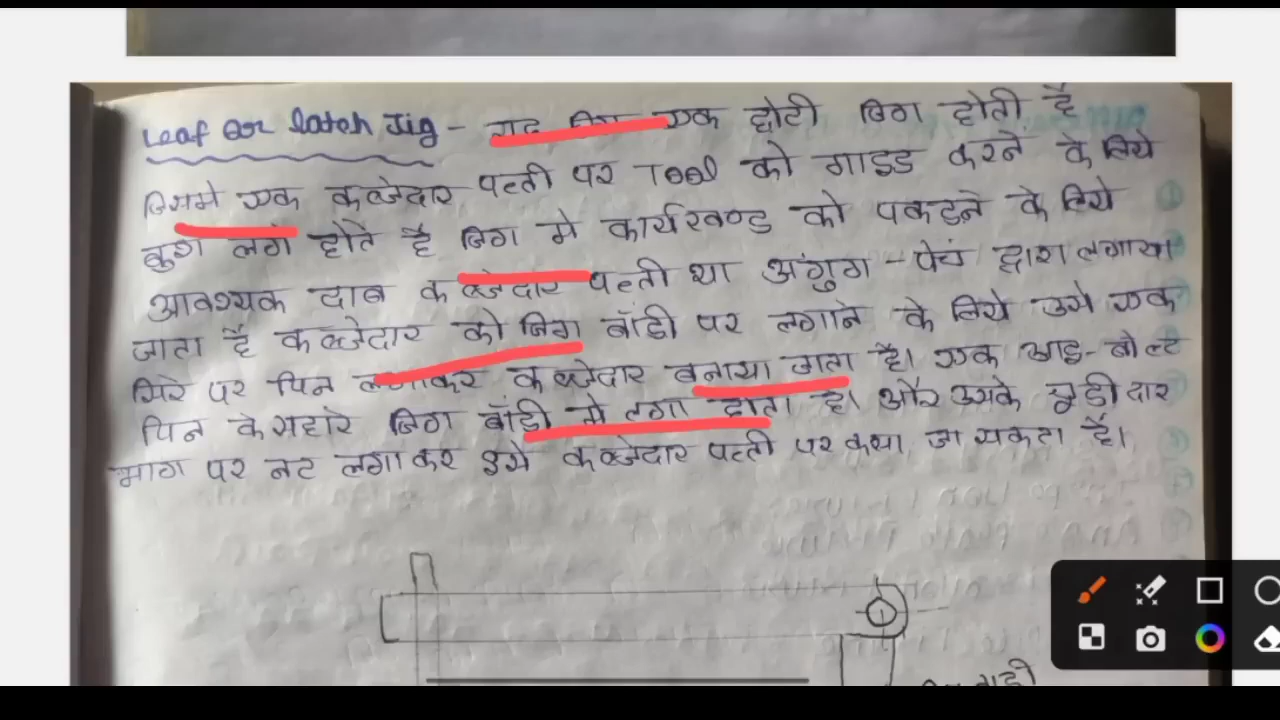 Leaf or latch Jig - यह जिग एक छोटी जिग होती है
जिसमे एक कब्जेदार पत्ती पर Tool को गाइड करने के लिये
बुश लगे होते है जिग मे कार्यखण्ड को पकडने के लिये
आवश्यक दाब कब्जेदार पत्ती या अंगुठा - पेच द्वारा लगाया
जाता है कब्जेदार को जिग बॉडी पर लगाने के लिये उसे एक
सिरे पर पिन लगाकर कब्जेदार बनाया जाता है। एक आइ-बोल्ट
पिन के सहारे जिग बॉडी मे लगा होता है। और उसके चुडीदार
भाग पर नट लगाकर उसे कब्जेदार पत्ती पर कसा जा सकता है।